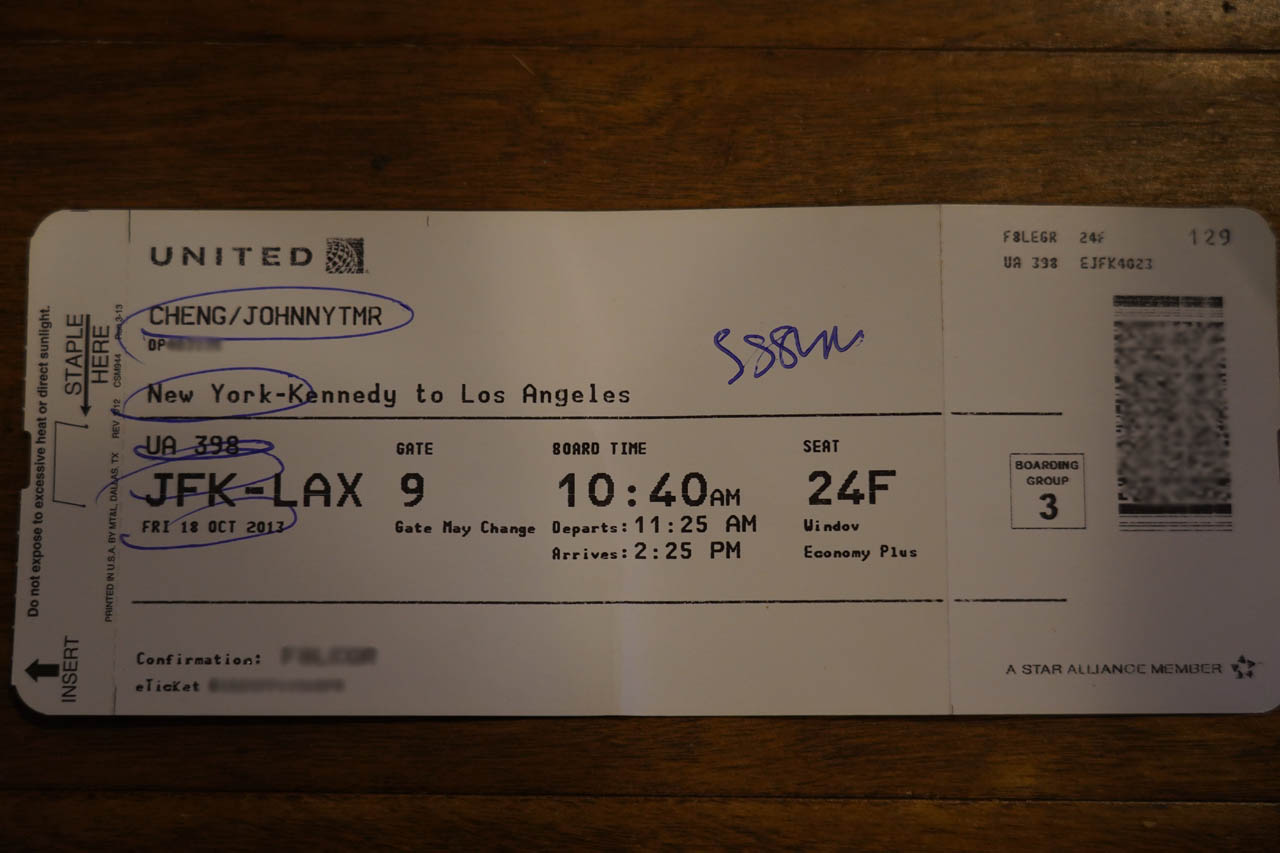 UNITED
CHENG/JOHNNYTMR
OP
New York-Kennedy to Los Angeles
UA 398
JFK-LAX
FRI 18 OCT 2013
GATE
9
Gate May Change
BOARD TIME
10:40AM
Departs: 11:25 AM
Arrives: 2:25 PM
SEAT
24F
Window
Economy Plus
Confirmation:
eTicket
F8LEGR 24F 129
UA 398 EJFK4023
BOARDING
GROUP
3
A STAR ALLIANCE MEMBER
Do not expose to excessive heat or direct sunlight.
STAPLE
HERE
INSERT
PRINTED IN U.S.A. BY MT&L, DALLAS, TX